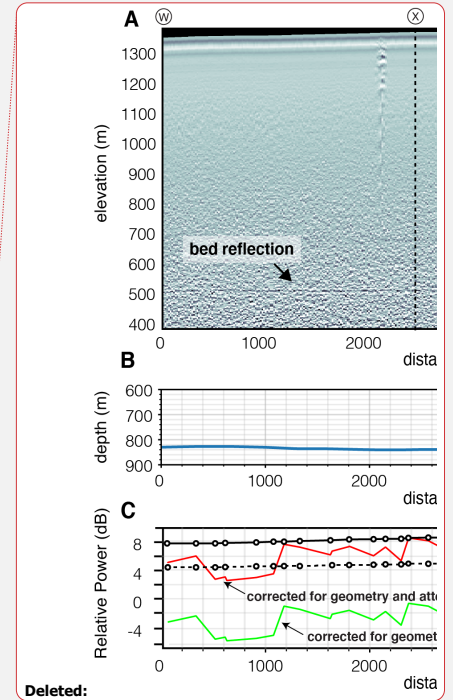 A
W
X
1300
1200
1100
1000
900
800
700
600
500
400
elevation (m)
bed reflection
0
1000
2000
dista
B
600
700
800
900
depth (m)
0
1000
2000
dista
C
8
4
0
-4
Relative Power (dB)
corrected for geometry and atte
corrected for geomet
0
1000
2000
dista
Deleted: